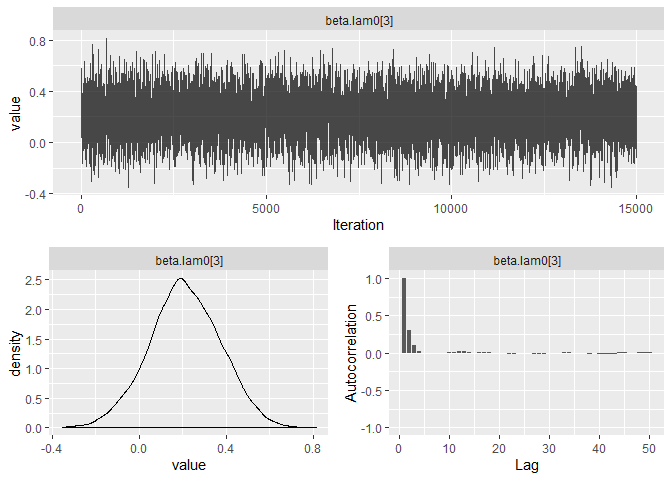 beta.lam0[3]
value
0.8
0.4
0.0
-0.4
0 5000 10000 15000
Iteration
beta.lam0[3]
density
2.5
2.0
1.5
1.0
0.5
0.0
-0.4 0.0 0.4 0.8
value
beta.lam0[3]
Autocorrelation
1.0
0.5
0.0
-0.5
-1.0
0 10 20 30 40 50
Lag